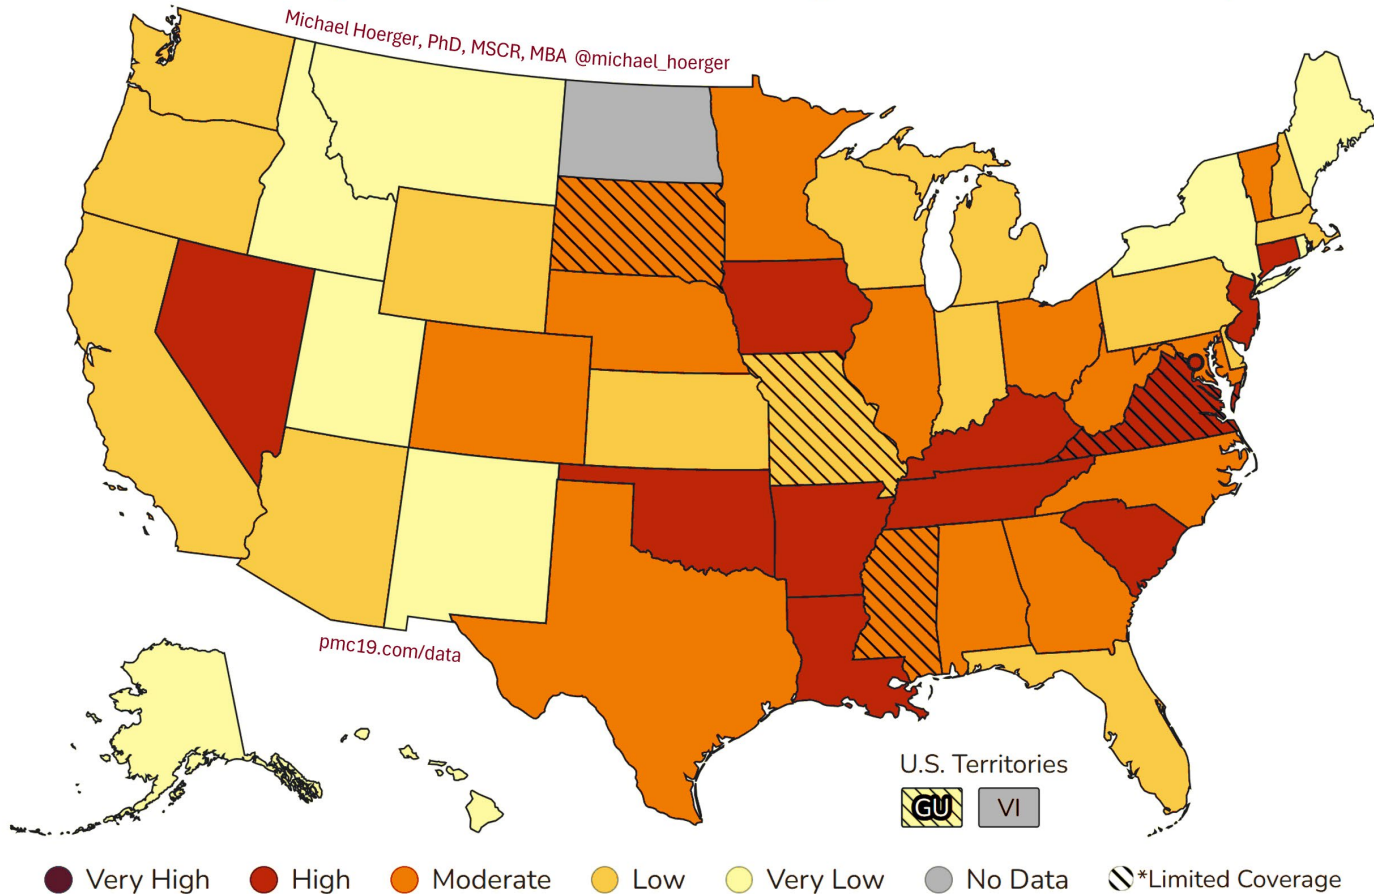 Michael Hoerger, PhD, MSCR, MBA @michael_hoerger
pmc19.com/data
U.S. Territories
GU VI
Very High High Moderate Low Very Low No Data *Limited Coverage